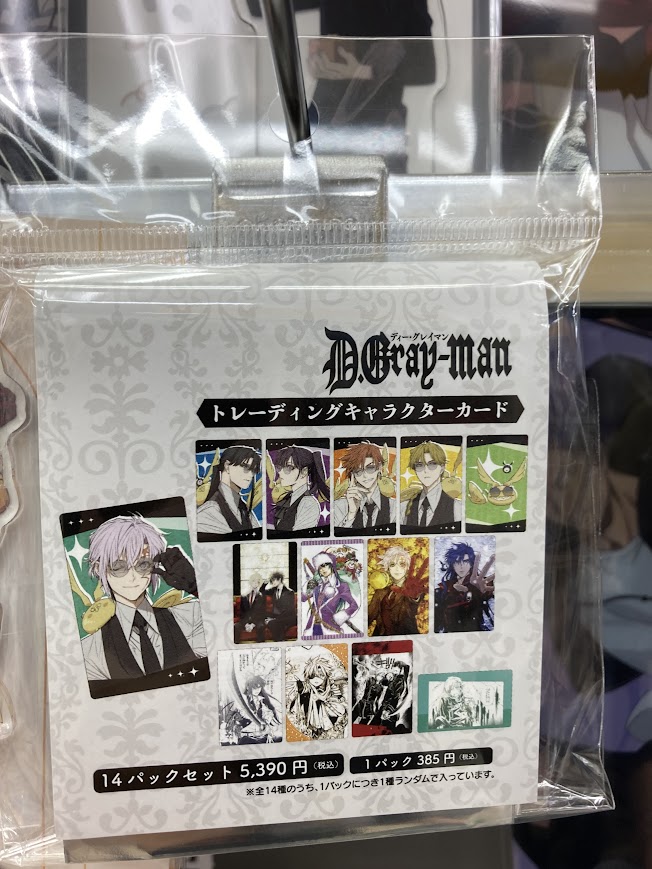 ディー・グレイマン
D.Gray-man
トレーディングキャラクターカード
14パックセット 5,390円(税込)
1パック 385円(税込)
※全14種のうち、1パックにつき1種ランダムで入っています。